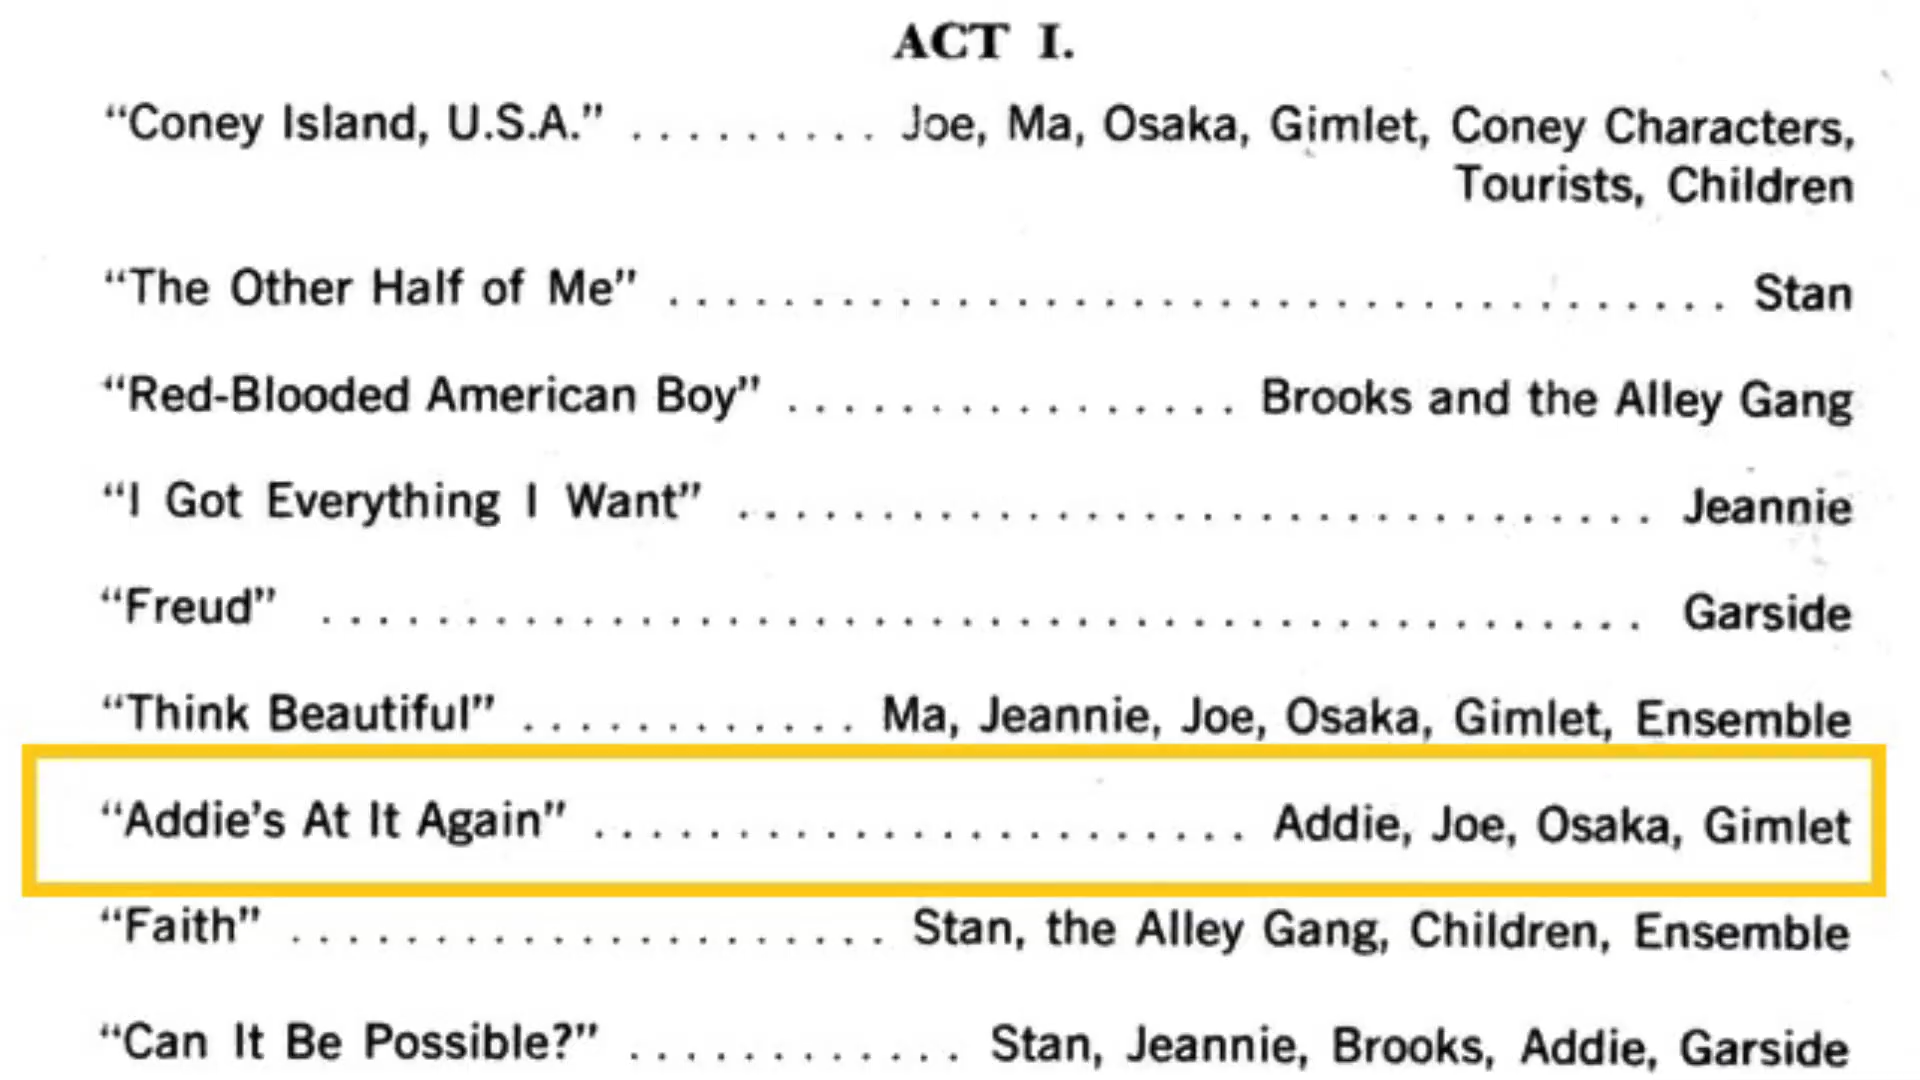 ACT I.
“Coney Island, U.S.A.” . . . . . . . . . Joe, Ma, Osaka, Gimlet, Coney Characters,
Tourists, Children
“The Other Half of Me” . . . . . . . . . . . . . . . . . . . . . . . . . . . . . . . . . . . . . Stan
“Red-Blooded American Boy” . . . . . . . . . . . . . . . . Brooks and the Alley Gang
“I Got Everything I Want” . . . . . . . . . . . . . . . . . . . . . . . . . . . . . . . . Jeannie
“Freud” . . . . . . . . . . . . . . . . . . . . . . . . . . . . . . . . . . . . . . . . . . . . . . Garside
“Think Beautiful” . . . . . . . . . . . . Ma, Jeannie, Joe, Osaka, Gimlet, Ensemble
“Addie’s At It Again” . . . . . . . . . . . . . . . . . . . . . . . Addie, Joe, Osaka, Gimlet
“Faith” . . . . . . . . . . . . . . . . . . . . . Stan, the Alley Gang, Children, Ensemble
“Can It Be Possible?” . . . . . . . . . . . . Stan, Jeannie, Brooks, Addie, Garside